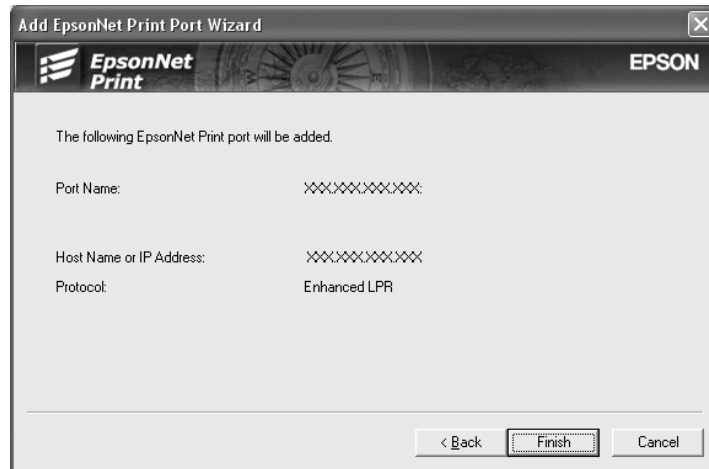 Add EpsonNet Print Port Wizard
EpsonNet
Print
EPSON
The following EpsonNet Print port will be added.
Port Name: XXX.XXX.XXX.XXX:
Host Name or IP Address: XXX.XXX.XXX.XXX
Protocol: Enhanced LPR
< Back Finish Cancel